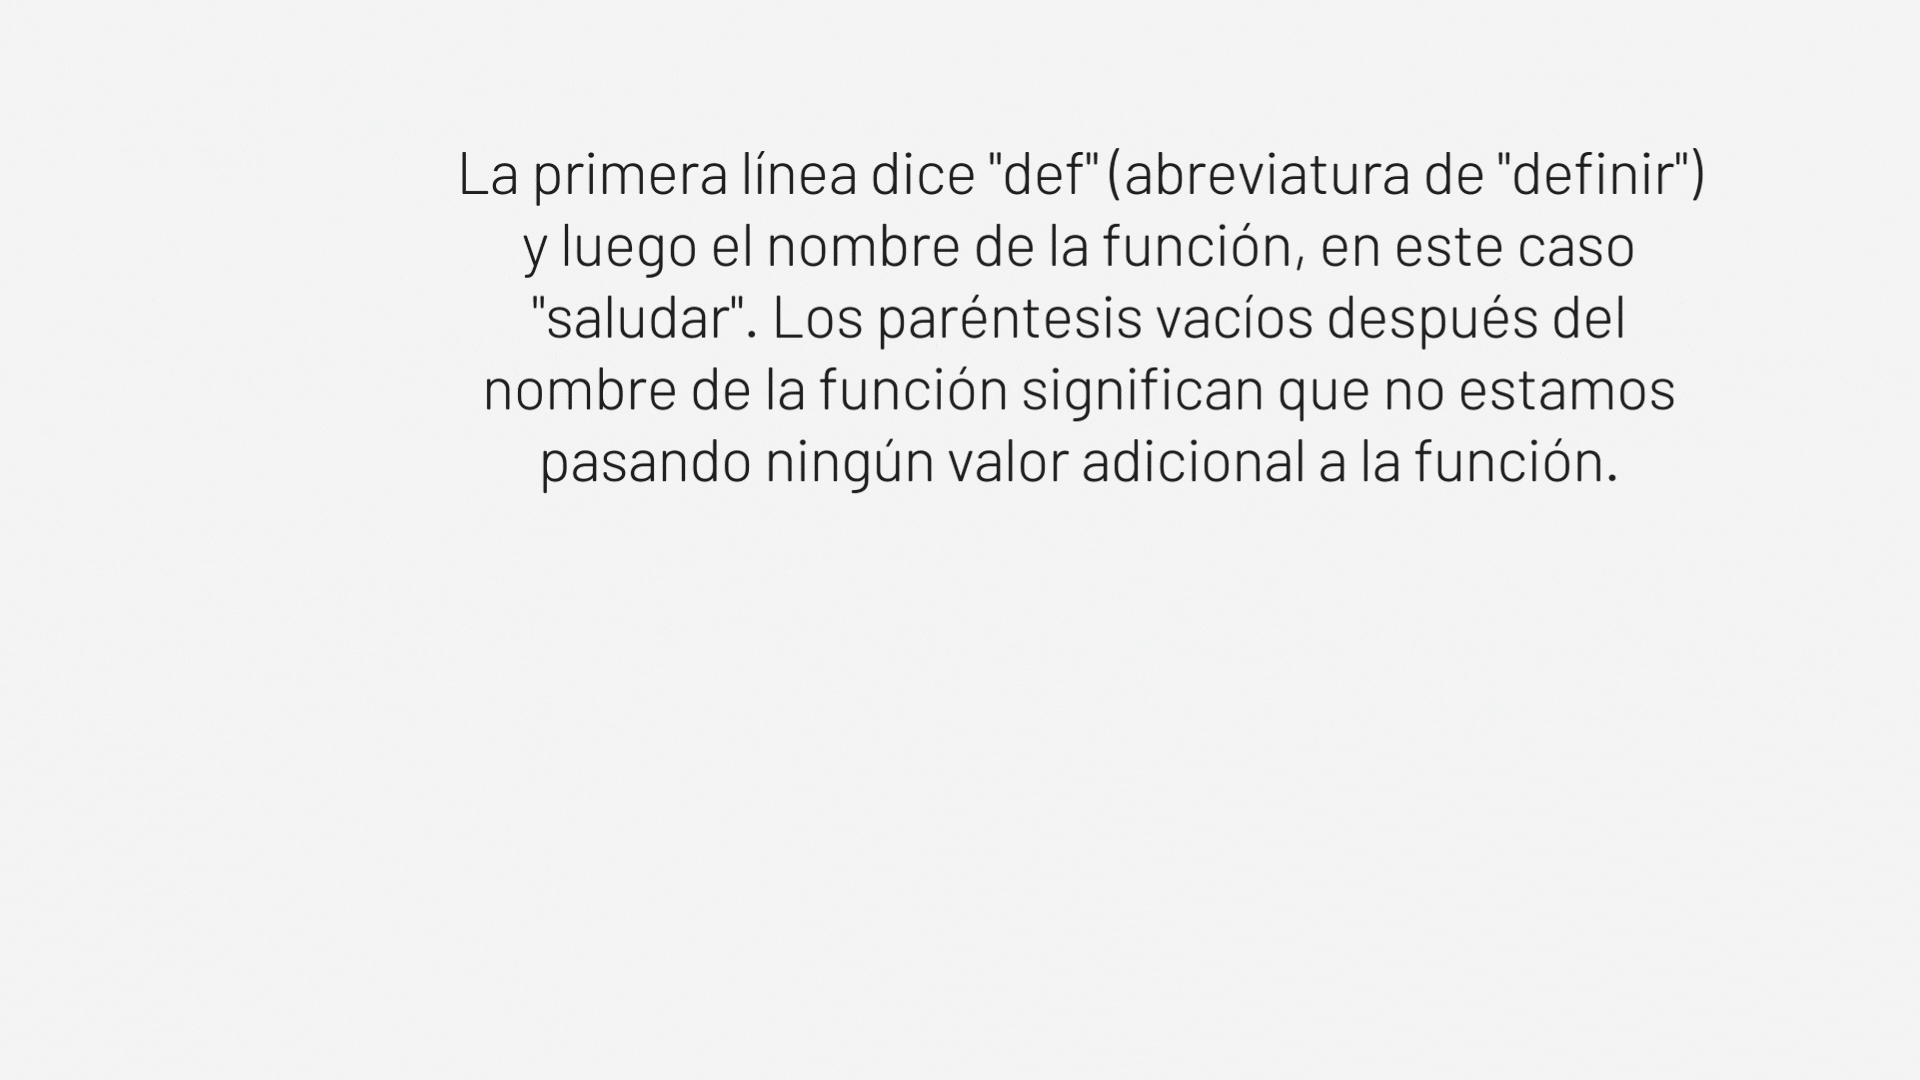 La primera línea dice "def" (abreviatura de "definir")
y luego el nombre de la función, en este caso
"saludar". Los paréntesis vacíos después del
nombre de la función significan que no estamos
pasando ningún valor adicional a la función.